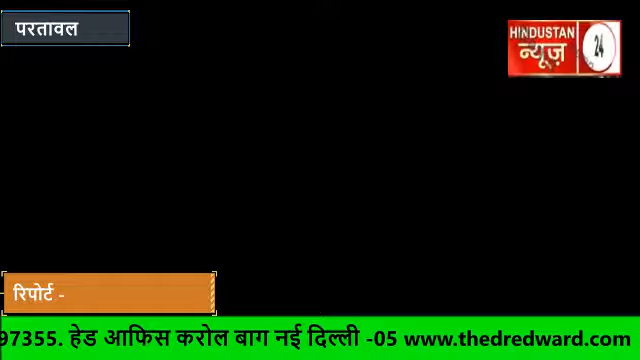 परतावल
HINDUSTAN
न्यूज़
24
रिपोर्ट -
97355. हेड आफिस करोल बाग नई दिल्ली -05 www.thedredward.com